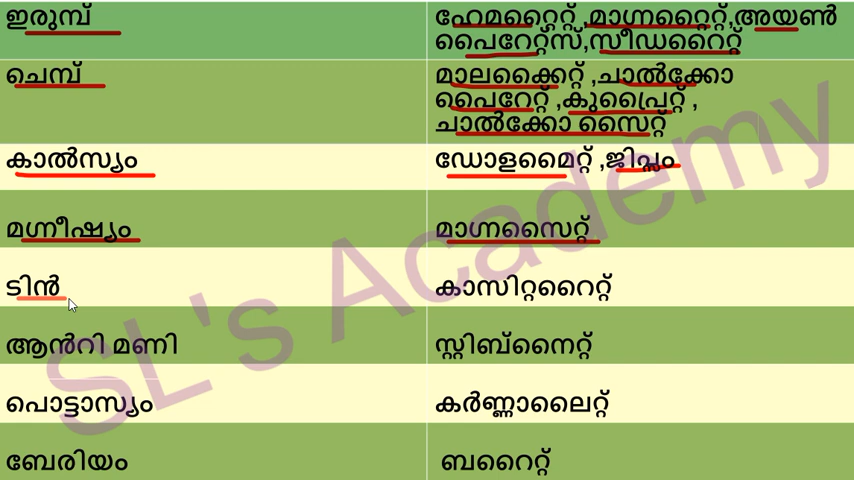 ഇരുമ്പ്
ഹേമറ്റൈറ്റ് ,മാഗ്നറ്റൈറ്റ്,അയൺ
പൈറേറ്റ്സ്,സീഡറൈറ്റ്
ചെമ്പ്
മാലക്കൈറ്റ് ,ചാൽക്കോ
പൈറേറ്റ് ,കുപ്രൈറ്റ് ,
ചാൽക്കോ സൈറ്റ്
കാൽസ്യം
ഡോളമൈറ്റ് ,ജിപ്സം
മഗ്നീഷ്യം
മാഗ്നസൈറ്റ്
ടിൻ
കാസിറ്ററൈറ്റ്
ആൻറി മണി
സ്റ്റിബ്നൈറ്റ്
പൊട്ടാസ്യം
കർണ്ണാലൈറ്റ്
ബേരിയം
ബറൈറ്റ്
SL's Academy